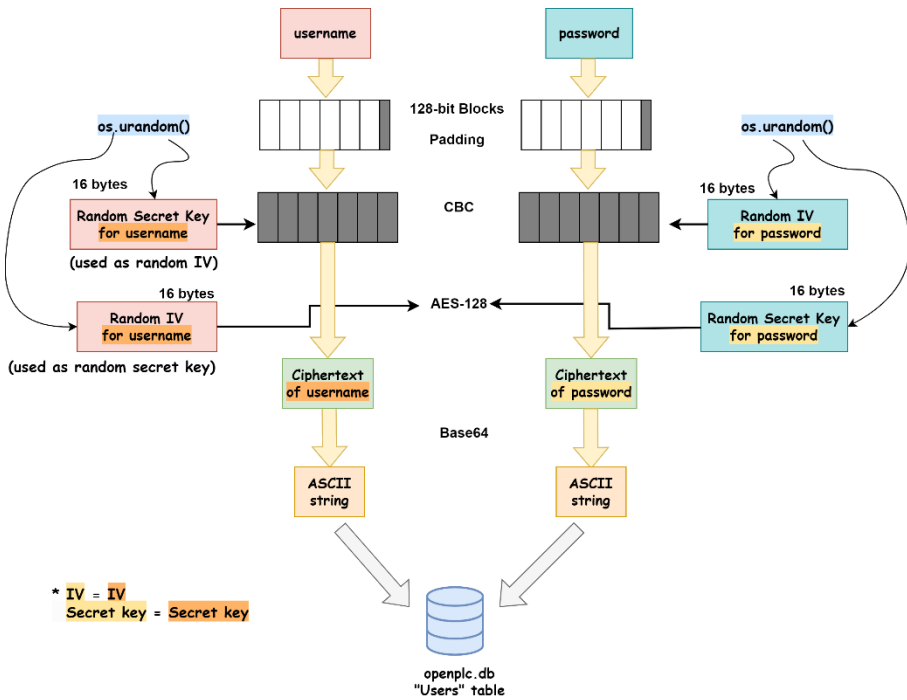 username
password
128-bit Blocks
Padding
os.urandom()
os.urandom()
16 bytes
16 bytes
Random Secret Key
for username
(used as random IV)
CBC
Random IV
for password
16 bytes
Random IV
for username
(used as random secret key)
AES-128
16 bytes
Random Secret Key
for password
Ciphertext
of username
Ciphertext
of password
Base64
ASCII
string
ASCII
string
* IV = IV
Secret key = Secret key
openplc.db
"Users" table